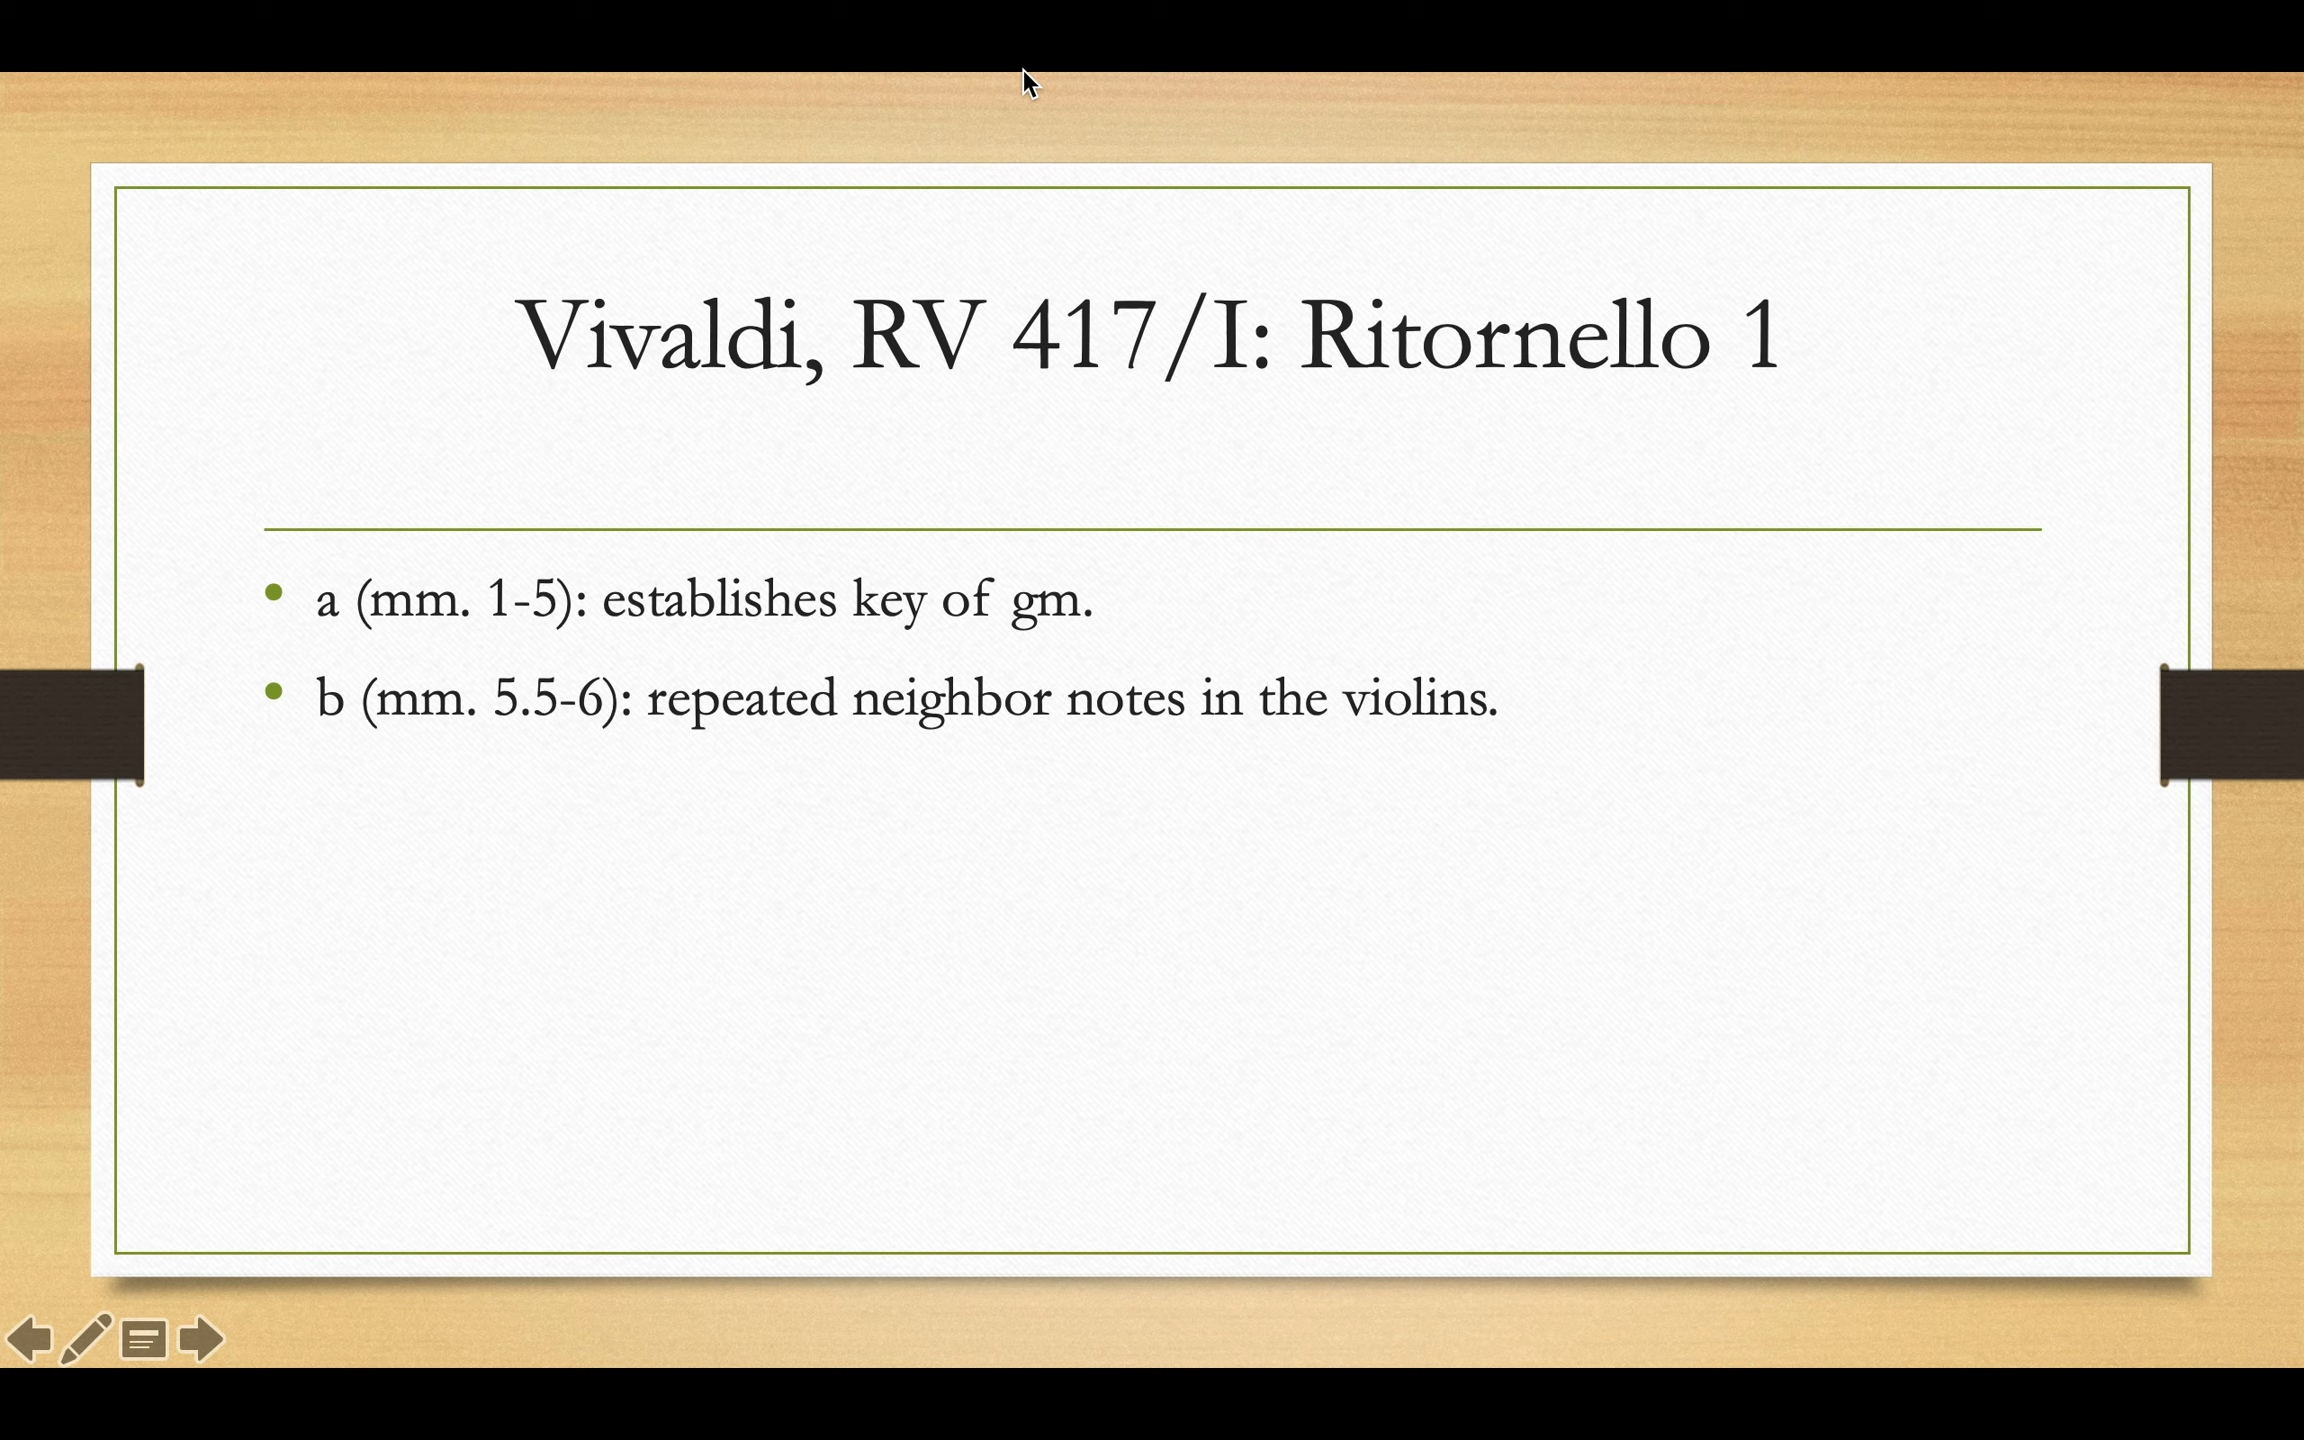 Vivaldi, RV 417/I: Ritornello 1
• a (mm. 1-5): establishes key of gm.
• b (mm. 5.5-6): repeated neighbor notes in the violins.